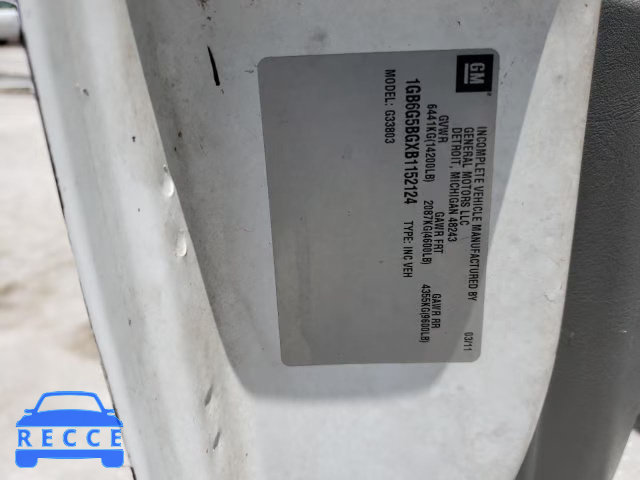 GM
INCOMPLETE VEHICLE MANUFACTURED BY
GENERAL MOTORS LLC
DETROIT, MICHIGAN 48243
03/11
GVWR GAWR FRT GAWR RR
6441KG(14200LB) 2087KG(4600LB) 4355KG(9600LB)
1GB6G5BGXB1152124 TYPE: INC VEH
MODEL: G33803
RECCE